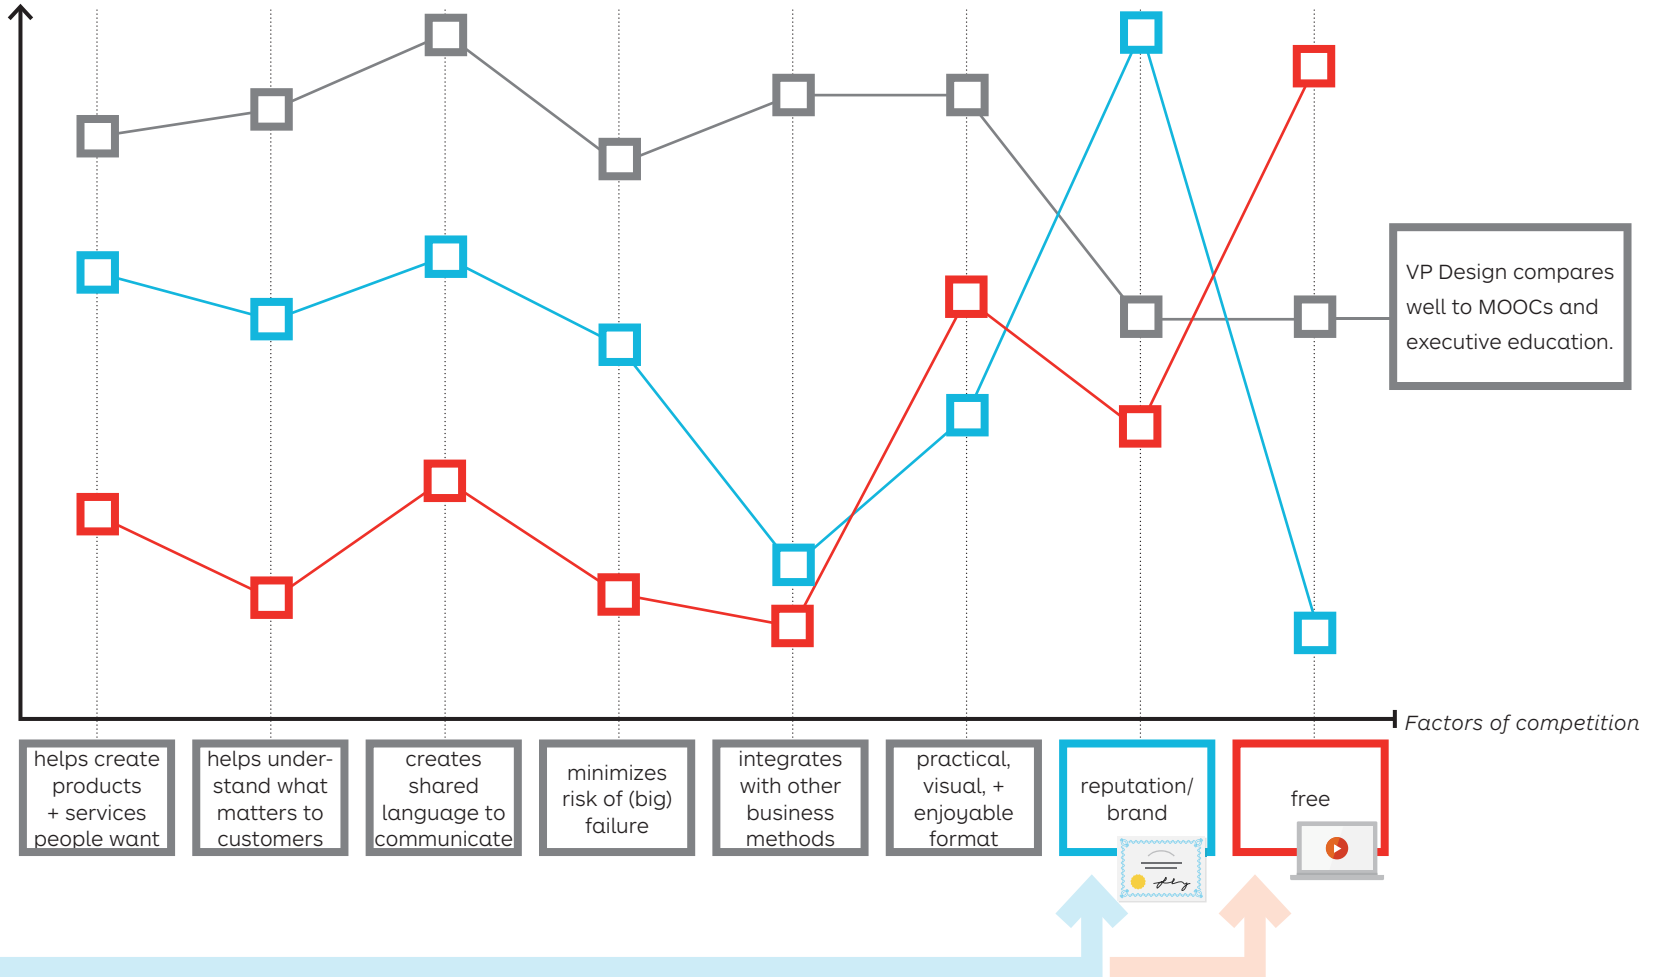 VP Design compares
well to MOOCs and
executive education.
Factors of competition
helps create
products
+ services
people want
helps under-
stand what
matters to
customers
creates
shared
language to
communicate
minimizes
risk of (big)
failure
integrates
with other
business
methods
practical,
visual, +
enjoyable
format
reputation/
brand
free